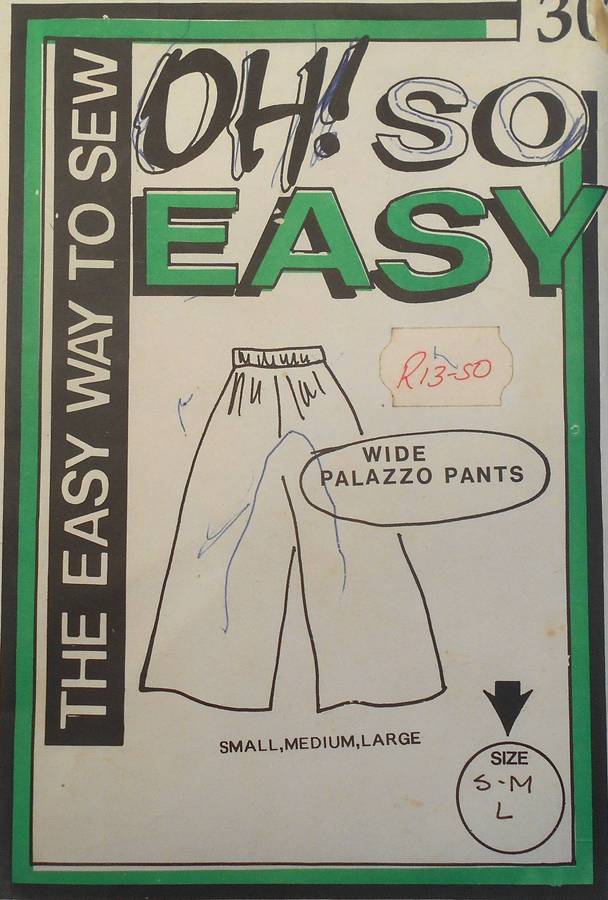 30
OH! SO
EASY
THE EASY WAY TO SEW
R13-50
WIDE
PALAZZO PANTS
SMALL,MEDIUM,LARGE
SIZE
S-M
L